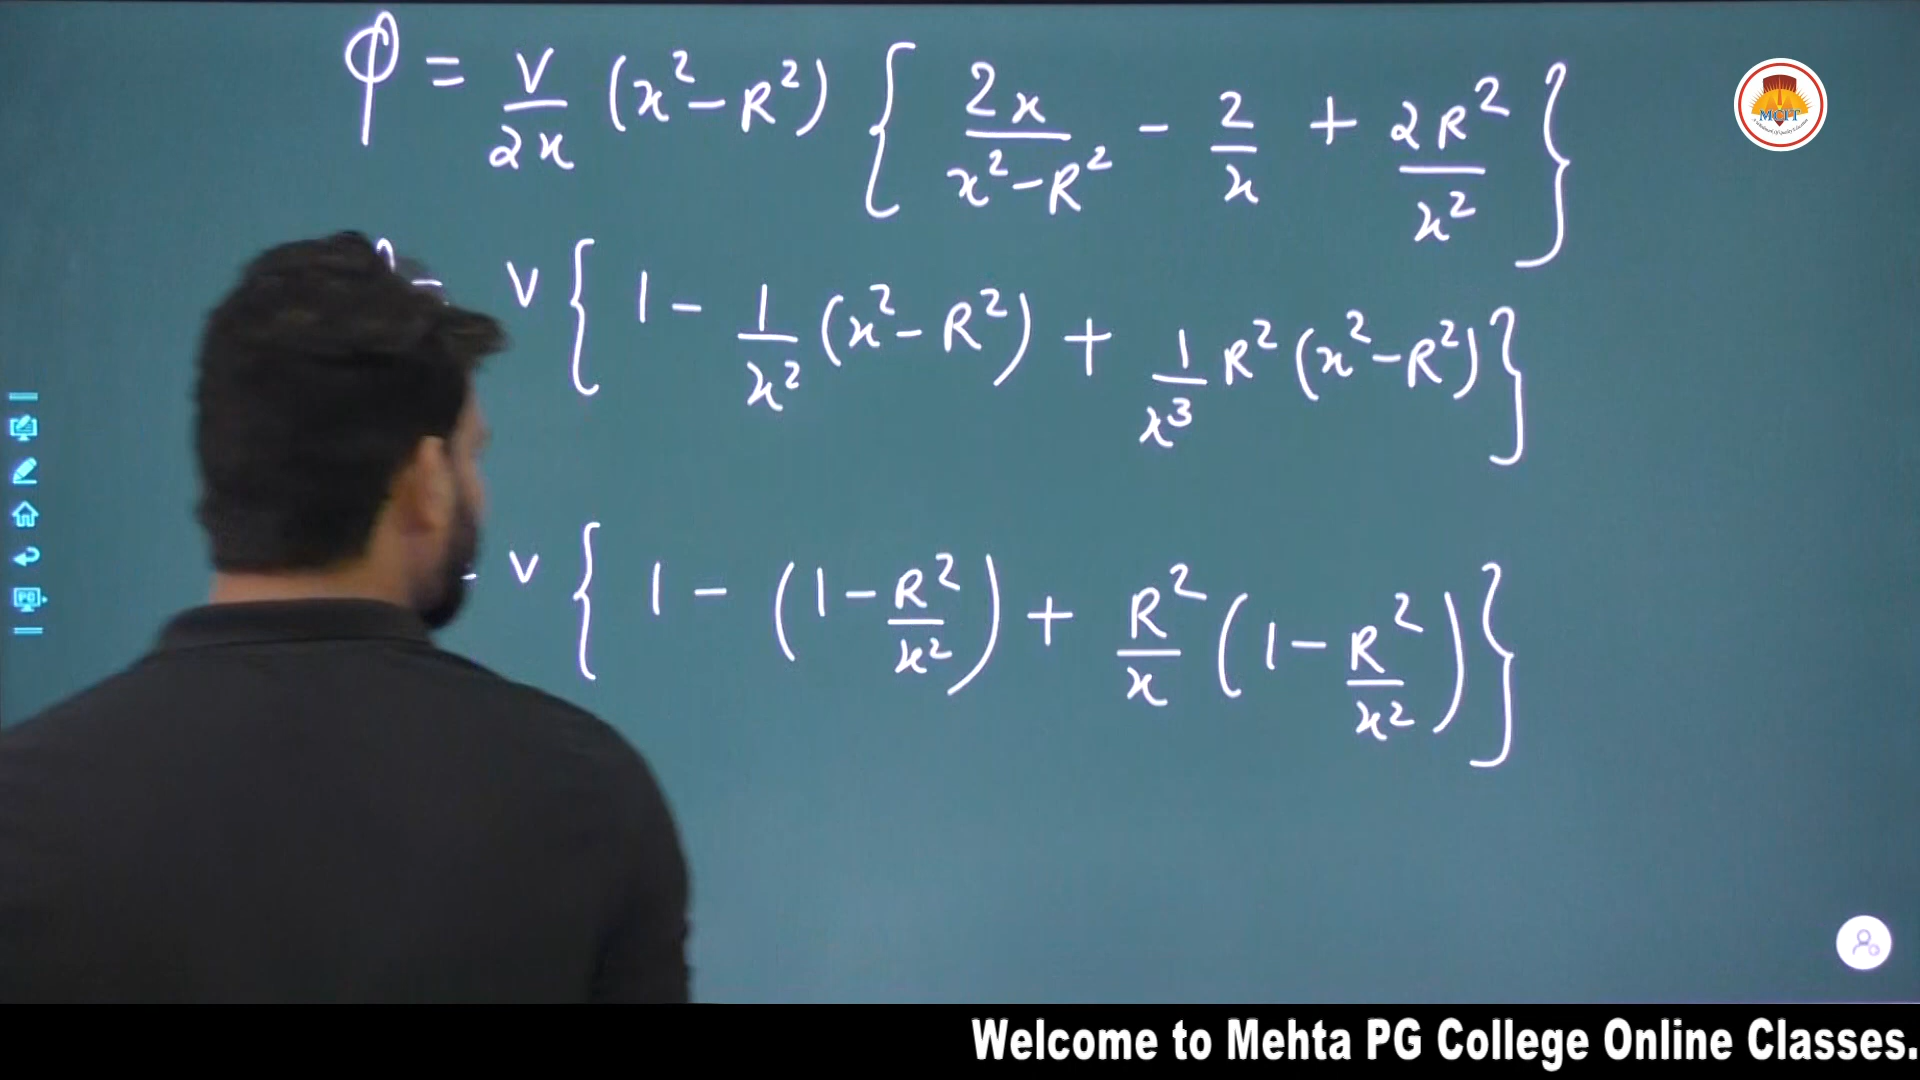 φ = V/2x (x² - R²) { 2x/(x² - R²) - 2/x + 2R²/x² }
V { 1 - 1/x² (x² - R²) + 1/x³ R² (x² - R²) }
V { 1 - (1 - R²/x²) + R²/x (1 - R²/x²) }
MCPT
Welcome to Mehta PG College Online Classes.